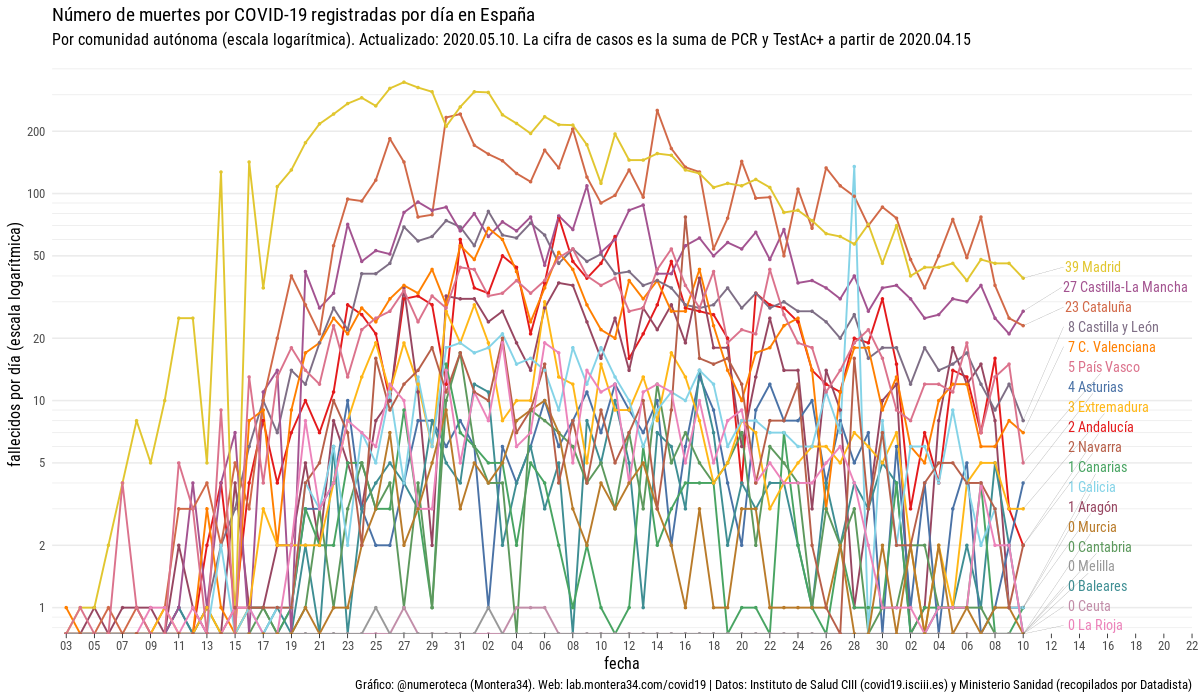 Número de muertes por COVID-19 registradas por día en España
Por comunidad autónoma (escala logarítmica). Actualizado: 2020.05.10. La cifra de casos es la suma de PCR y TestAc+ a partir de 2020.04.15
fallecidos por día (escala logarítmica)
200
100
50
20
10
5
2
1
39 Madrid
27 Castilla-La Mancha
23 Cataluña
8 Castilla y León
7 C. Valenciana
5 País Vasco
4 Asturias
3 Extremadura
2 Andalucía
2 Navarra
1 Canarias
1 Galicia
1 Aragón
0 Murcia
0 Cantabria
0 Melilla
0 Baleares
0 Ceuta
0 La Rioja
03 05 07 09 11 13 15 17 19 21 23 25 27 29 31 02 04 06 08 10 12 14 16 18 20 22 24 26 28 30 02 04 06 08 10 12 14 16 18 20 22
fecha
Gráfico: @numeroteca (Montera34). Web: lab.montera34.com/covid19 | Datos: Instituto de Salud CIII (covid19.isciii.es) y Ministerio Sanidad (recopilados por Datadista)